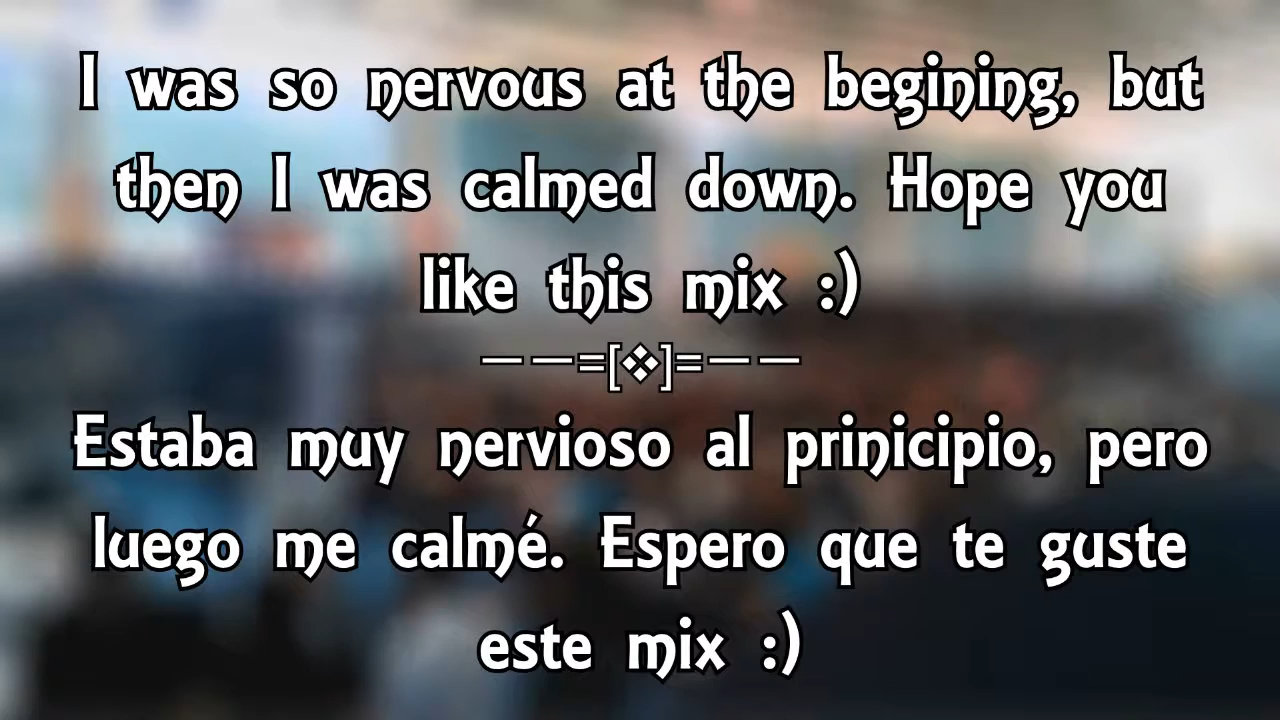 I was so nervous at the begining, but
then I was calmed down. Hope you
like this mix :)
——=[❖]=——
Estaba muy nervioso al prinicipio, pero
luego me calmé. Espero que te guste
este mix :)